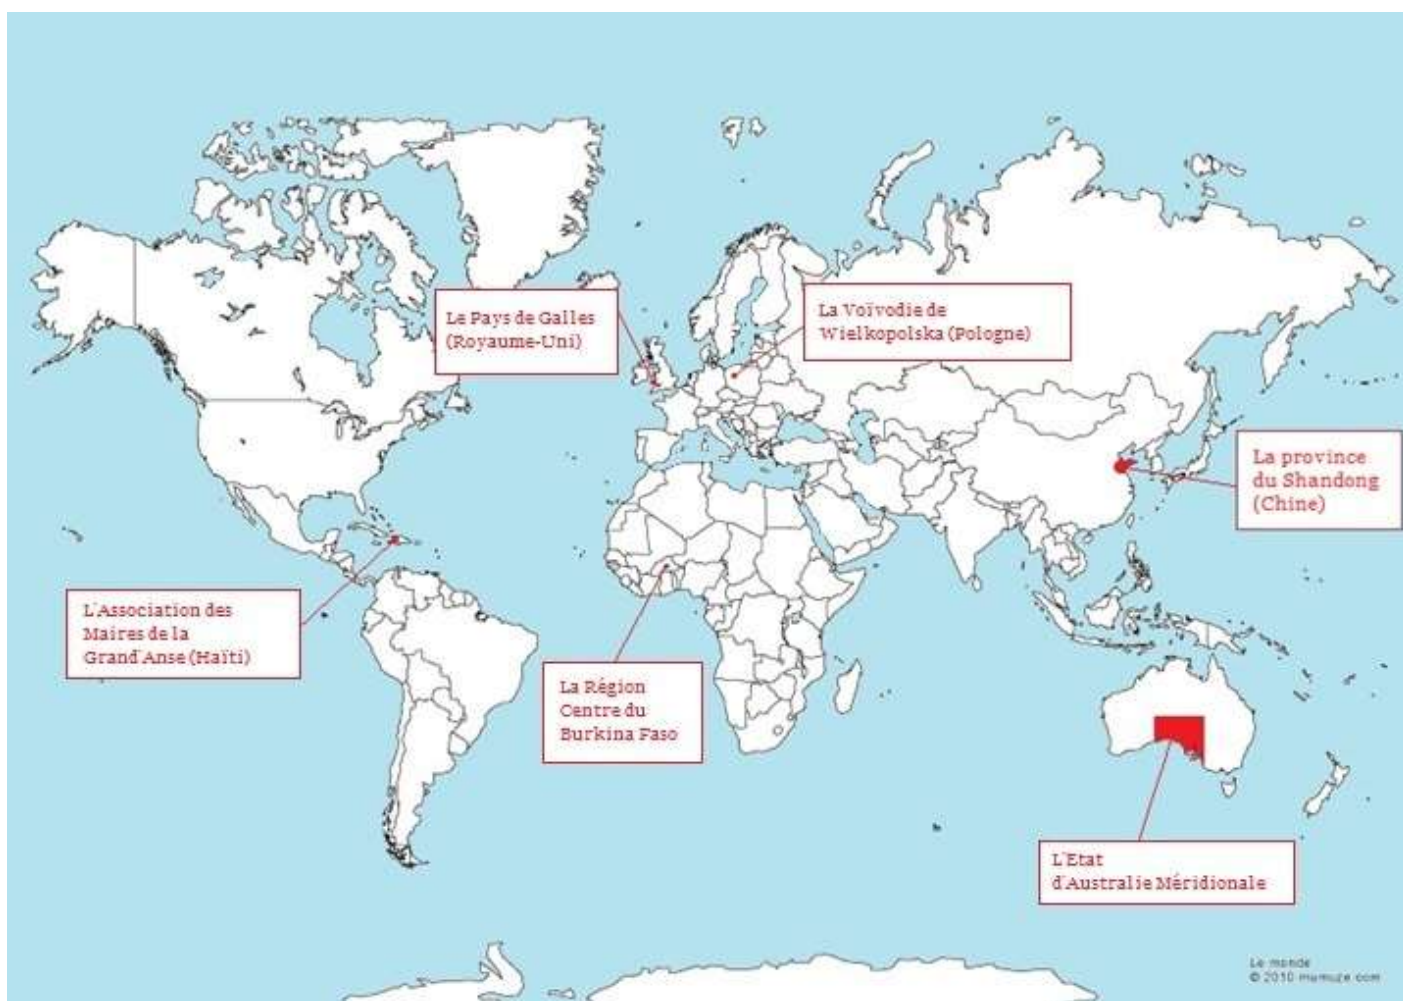 Le Pays de Galles
(Royaume-Uni)
La Voïvodie de
Wielkopolska (Pologne)
La province
du Shandong
(Chine)
L'Association des
Maires de la
Grand'Anse (Haïti)
La Région
Centre du
Burkina Faso
L'Etat
d'Australie Méridionale
Le monde
© 2010 mumuze.com